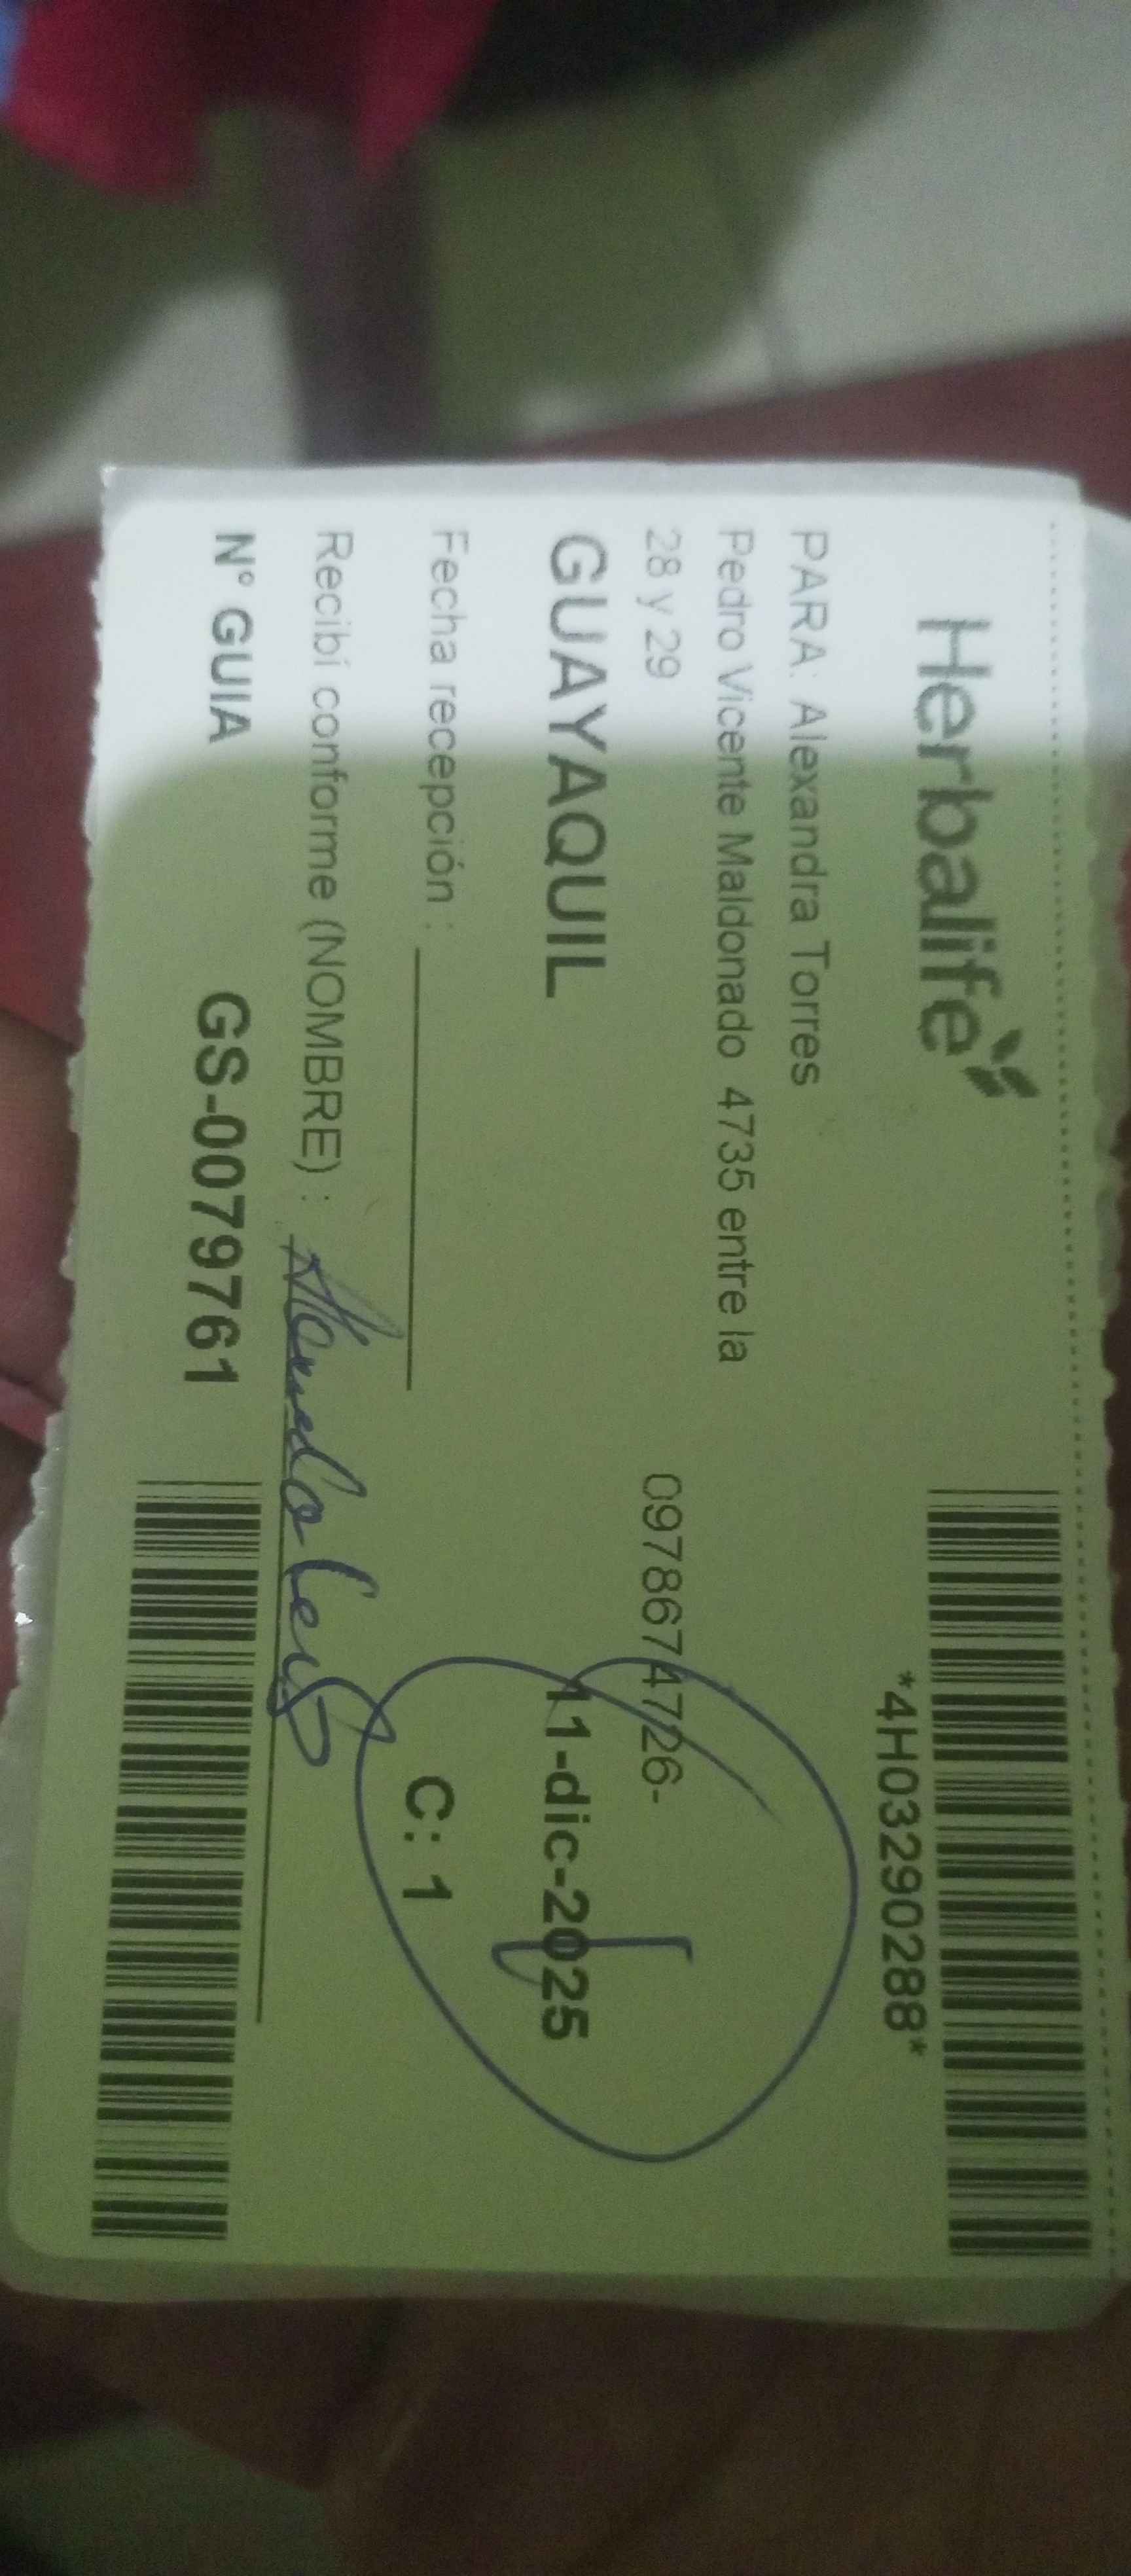 Herbalife
*4H03290288*
PARA: Alexandra Torres
Pedro Vicente Maldonado 4735 entre la
28 y 29
0978674726-
GUAYAQUIL
11-dic-2025
Fecha recepción :
C: 1
Recibí conforme (NOMBRE) :
N° GUIA
GS-0079761